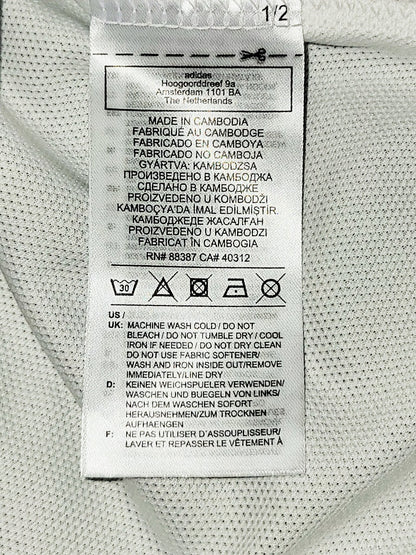 1/2
adidas
Hoogoorddreef 9a
Amsterdam 1101 BA
The Netherlands
MADE IN CAMBODIA
FABRIQUÉ AU CAMBODGE
FABRICADO EN CAMBOYA
FABRICADO NO CAMBOJA
GYÁRTVA: KAMBODZSA
ПРОИЗВЕДЕНО В КАМБОДЖА
СДЕЛАНО В КАМБОДЖЕ
PROIZVEDENO U KOMBODŽI
KAMBOÇYA'DA İMAL EDİLMİŞTİR.
КАМБОДЖЕДЕ ЖАСАЛҒАН
PROIZVEDENO U KAMBODZI
FABRICAT ÎN CAMBOGIA
RN# 88387 CA# 40312
30
US /
UK: MACHINE WASH COLD / DO NOT
BLEACH / DO NOT TUMBLE DRY / COOL
IRON IF NEEDED / DO NOT DRY CLEAN
DO NOT USE FABRIC SOFTENER/
WASH AND IRON INSIDE OUT/REMOVE
IMMEDIATELY/LINE DRY
D: KEINEN WEICHSPUELER VERWENDEN/
WASCHEN UND BUEGELN VON LINKS/
NACH DEM WASCHEN SOFORT
HERAUSNEHMEN/ZUM TROCKNEN
AUFHAENGEN
F: NE PAS UTILISER D'ASSOUPLISSEUR/
LAVER ET REPASSER LE VÊTEMENT À